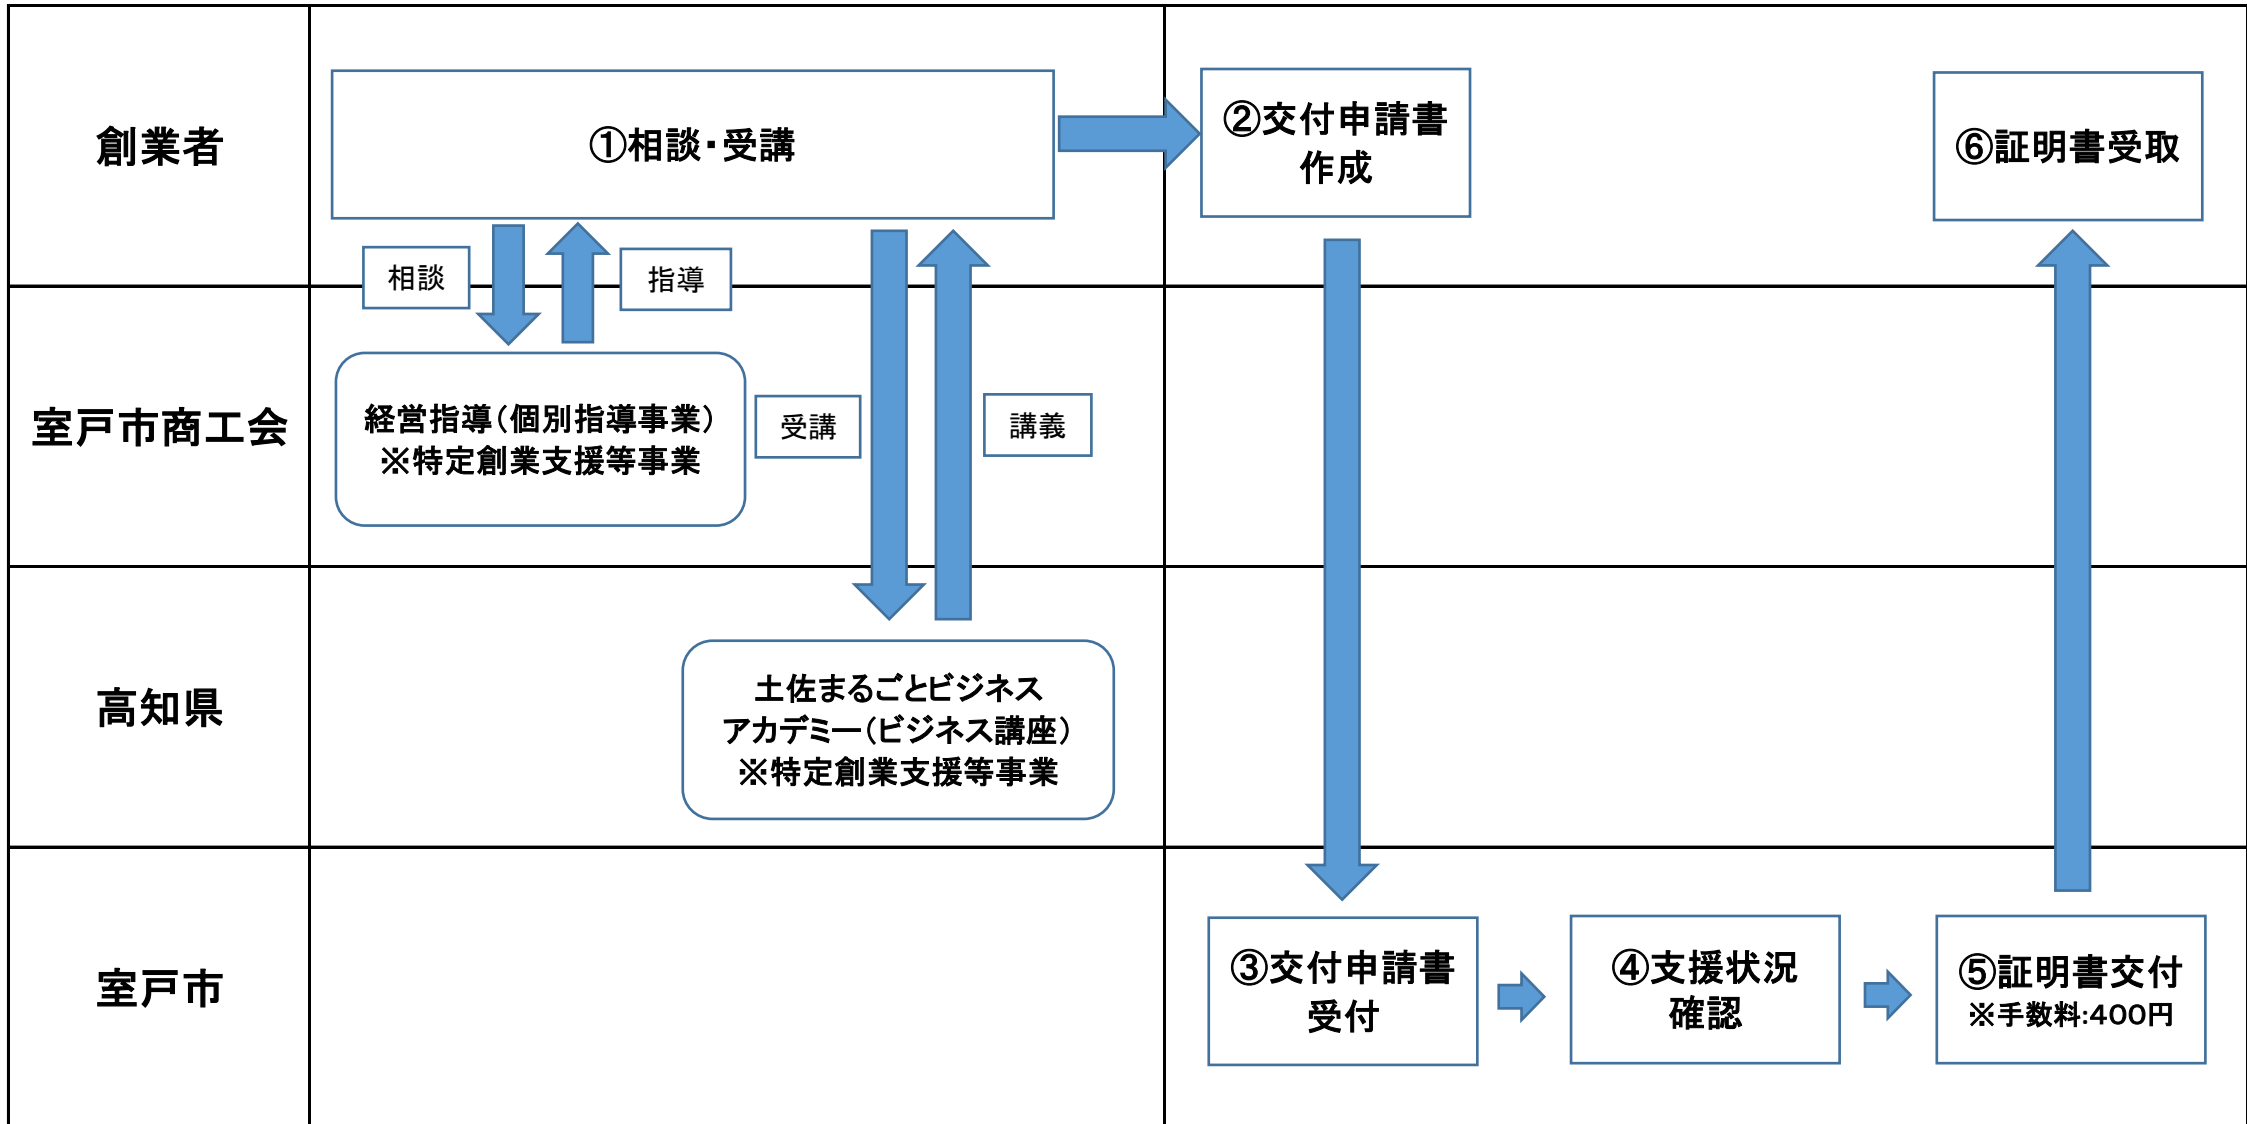 創業者
①相談・受講
②交付申請書
作成
⑥証明書受取
相談
指導
室戸市商工会
経営指導（個別指導事業）
※特定創業支援等事業
受講
講義
高知県
土佐まるごとビジネス
アカデミー（ビジネス講座）
※特定創業支援等事業
室戸市
③交付申請書
受付
④支援状況
確認
⑤証明書交付
※手数料：400円